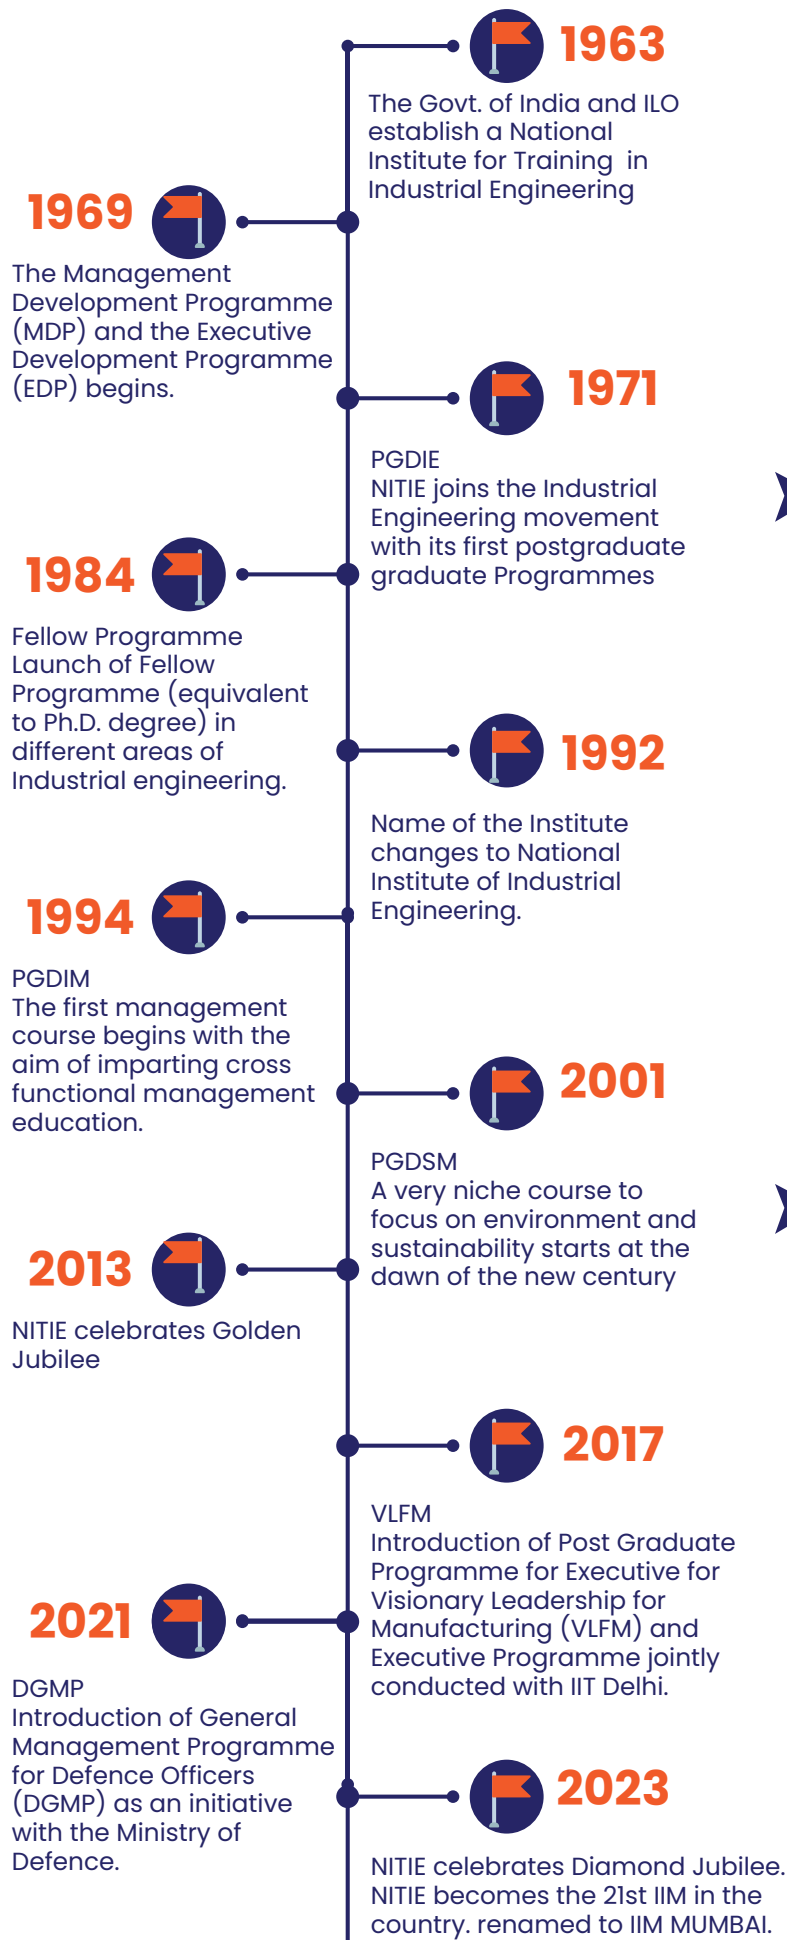 1963
The Govt. of India and ILO
establish a National
Institute for Training in
Industrial Engineering
1969
The Management
Development Programme
(MDP) and the Executive
Development Programme
(EDP) begins.
1971
PGDIE
NITIE joins the Industrial
Engineering movement
with its first postgraduate
graduate Programmes
1984
Fellow Programme
Launch of Fellow
Programme (equivalent
to Ph.D. degree) in
different areas of
Industrial engineering.
1992
Name of the Institute
changes to National
Institute of Industrial
Engineering.
1994
PGDIM
The first management
course begins with the
aim of imparting cross
functional management
education.
2001
PGDSM
A very niche course to
focus on environment and
sustainability starts at the
dawn of the new century
2013
NITIE celebrates Golden
Jubilee
2017
VLFM
Introduction of Post Graduate
Programme for Executive for
Visionary Leadership for
Manufacturing (VLFM) and
Executive Programme jointly
conducted with IIT Delhi.
2021
DGMP
Introduction of General
Management Programme
for Defence Officers
(DGMP) as an initiative
with the Ministry of
Defence.
2023
NITIE celebrates Diamond Jubilee.
NITIE becomes the 21st IIM in the
country. renamed to IIM MUMBAI.